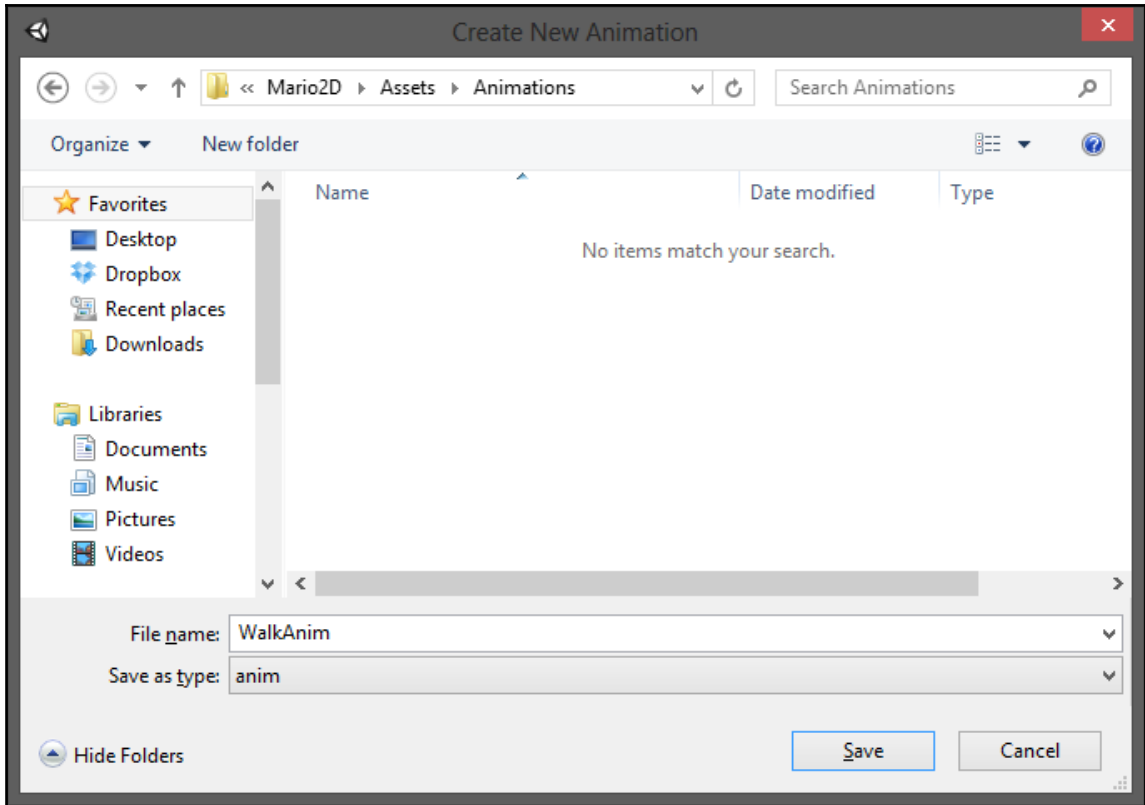 Create New Animation
« Mario2D Assets Animations Search Animations
Organize New folder
Name Date modified Type
No items match your search.
Favorites
Desktop
Dropbox
Recent places
Downloads
Libraries
Documents
Music
Pictures
Videos
File name: WalkAnim
Save as type: anim
Hide Folders Save Cancel